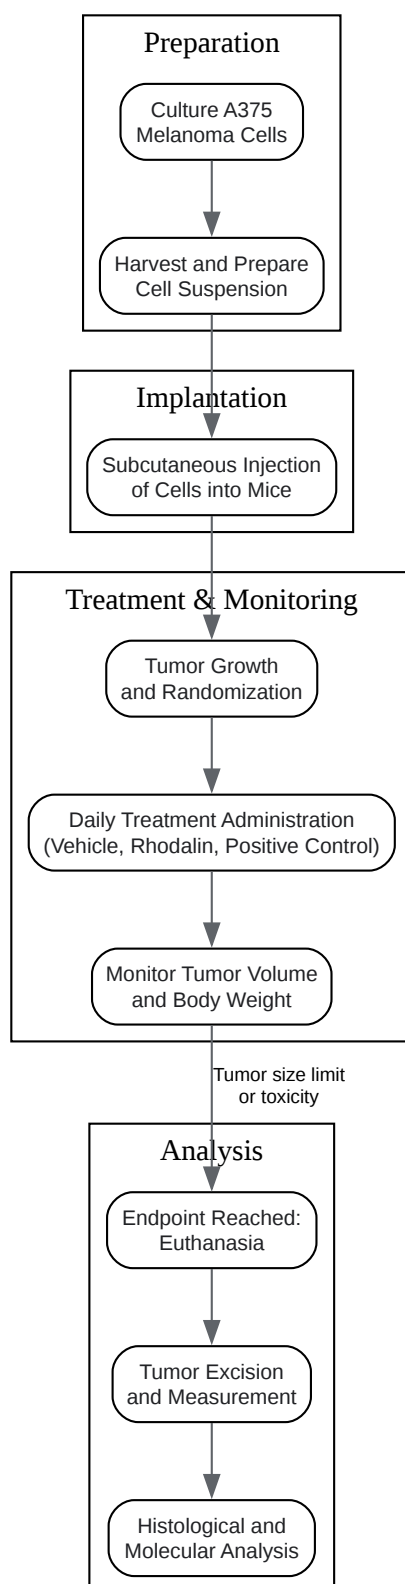 Preparation
Culture A375
Melanoma Cells
Harvest and Prepare
Cell Suspension
Implantation
Subcutaneous Injection
of Cells into Mice
Treatment & Monitoring
Tumor Growth
and Randomization
Daily Treatment Administration
(Vehicle, Rhodalin, Positive Control)
Monitor Tumor Volume
and Body Weight
Tumor size limit
or toxicity
Analysis
Endpoint Reached:
Euthanasia
Tumor Excision
and Measurement
Histological and
Molecular Analysis